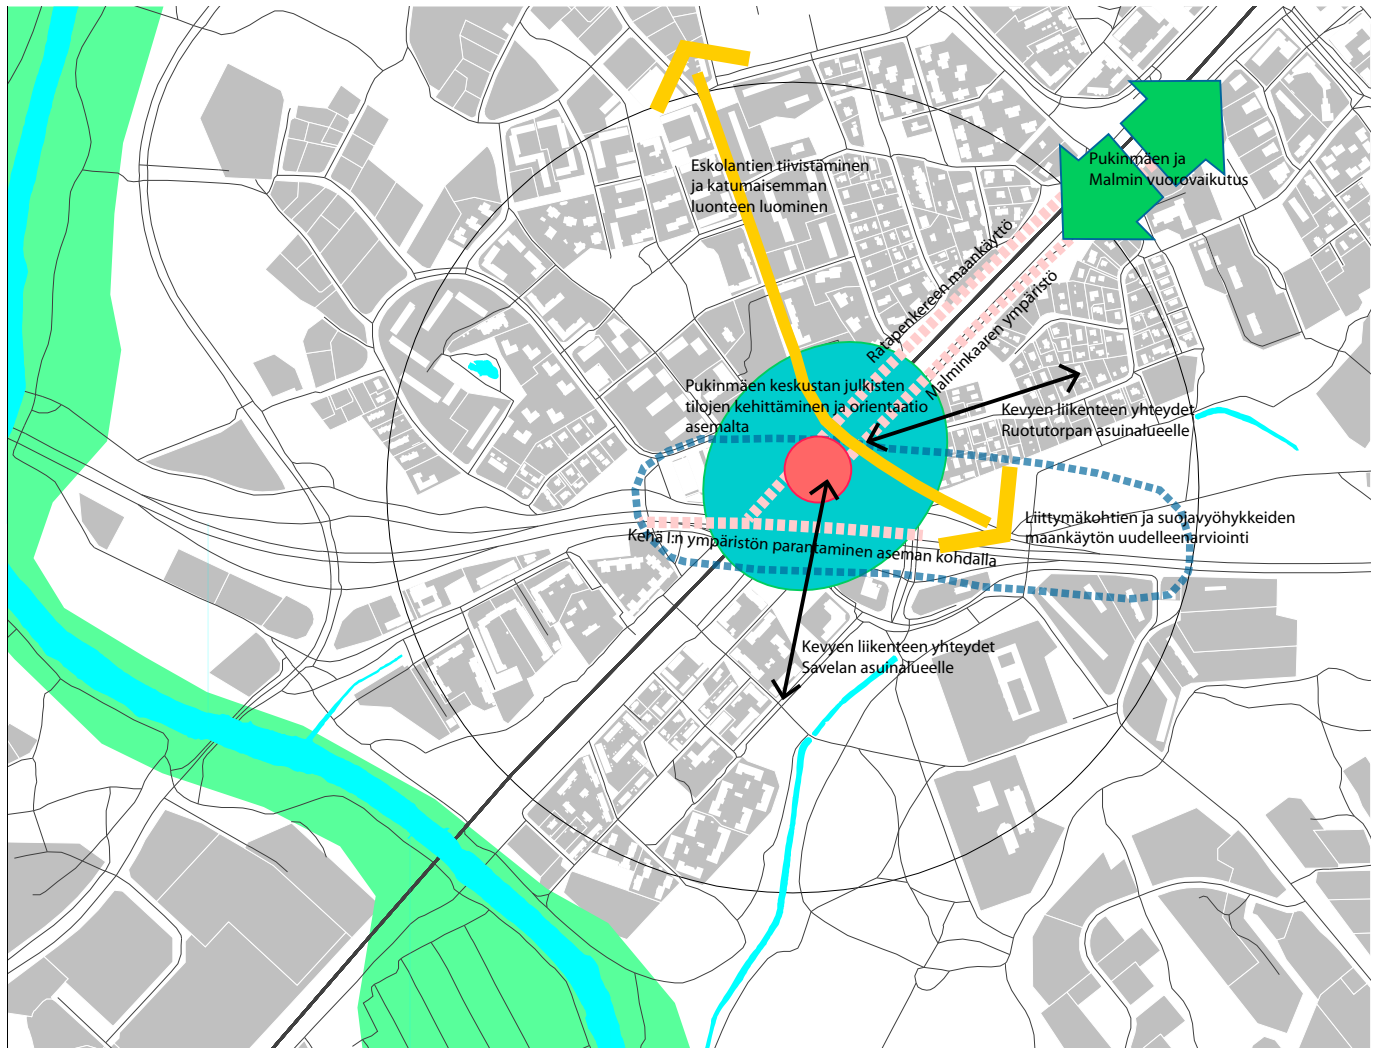 Eskolantien tiivistäminen
ja katumaisemman
luonteen luominen
Pukinmäen ja
Malmin vuorovaikutus
Ratapenkereen maankäyttö
Malminkaaren ympäristö
Pukinmäen keskustan julkisten
tilojen kehittäminen ja orientaatio
asemalta
Kevyen liikenteen yhteydet
Ruotutorpan asuinalueelle
Liittymäkohtien ja suojavyöhykkeiden
maankäytön uudelleenarviointi
Kehä I:n ympäristön parantaminen aseman kohdalla
Kevyen liikenteen yhteydet
Savelan asuinalueelle